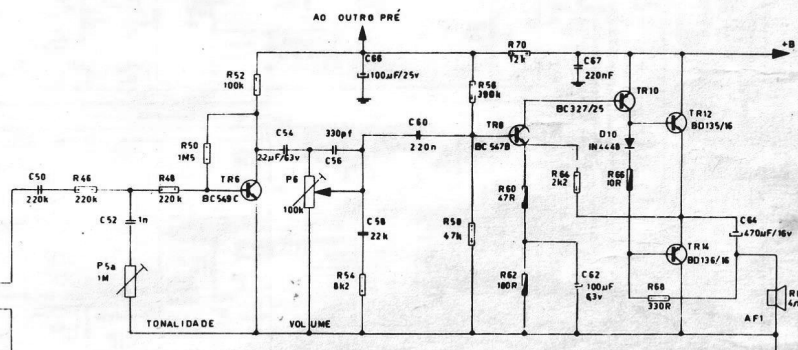 AO OUTRO PRÉ
+B
R70
12k
C66
100µF/25v
C67
220nF
R52
100k
R56
390k
TR10
BC327/25
TR12
BD135/16
C54
22µF/63v
330pf
C56
C60
220n
TR8
BC547B
D10
IN4448
R50
1M5
TR6
BC549C
R64
2k2
R66
10R
C50
220k
R46
220k
R48
220k
P6
100k
R60
47R
C64
470µF/16v
C52
1n
C58
22k
R58
47k
TR14
BD136/16
P5a
1M
R54
8k2
R62
180R
C62
100µF
6,3v
R68
330R
AF1
TONALIDADE
VOLUME